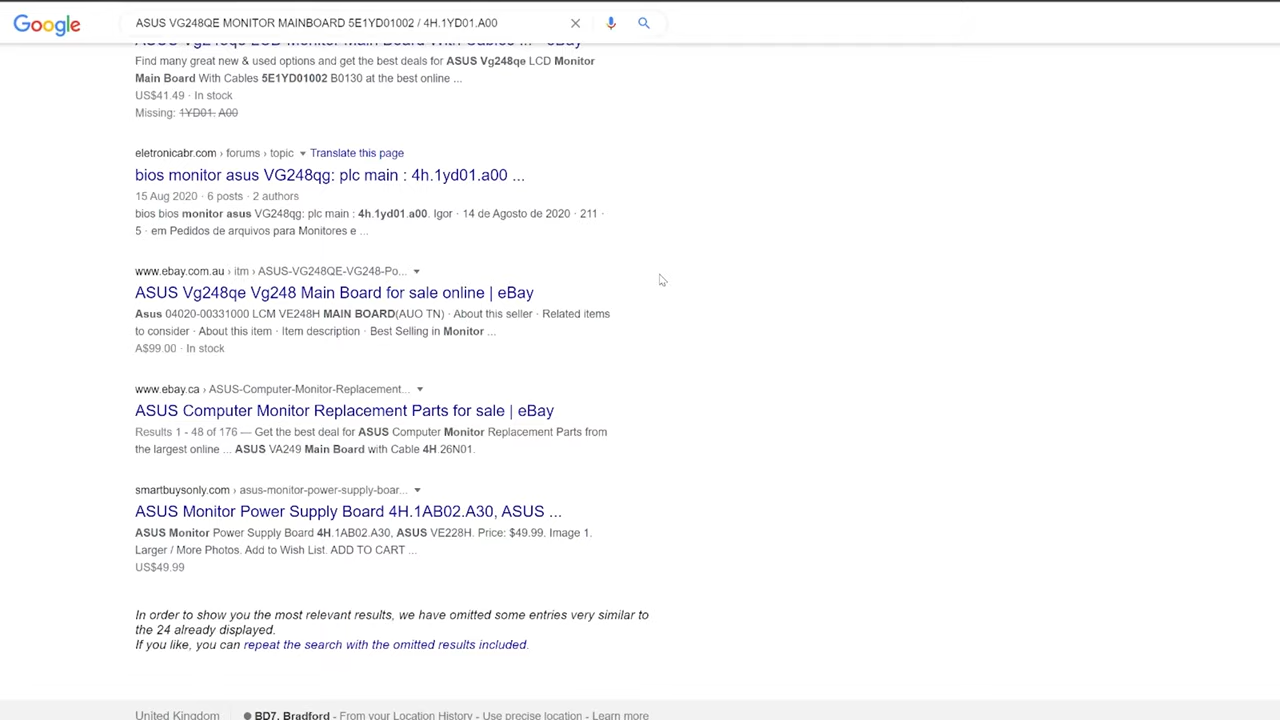 Google
ASUS VG248QE MONITOR MAINBOARD 5E1YD01002 / 4H.1YD01.A00
ASUS Vg248qe LCD Monitor Main Board With Cables ... - eBay
Find many great new & used options and get the best deals for ASUS Vg248qe LCD Monitor
Main Board With Cables 5E1YD01002 B0130 at the best online ...
US$41.49 · In stock
Missing: 1YD01. A00
eletronicabr.com › forums › topic Translate this page
bios monitor asus VG248qg: plc main : 4h.1yd01.a00 ...
15 Aug 2020 · 6 posts · 2 authors
bios bios monitor asus VG248qg: plc main : 4h.1yd01.a00. Igor · 14 de Agosto de 2020 · 211 ·
5 · em Pedidos de arquivos para Monitores e ...
www.ebay.com.au › itm › ASUS-VG248QE-VG248-Po...
ASUS Vg248qe Vg248 Main Board for sale online | eBay
Asus 04020-00331000 LCM VE248H MAIN BOARD(AUO TN) · About this seller · Related items
to consider · About this item · Item description · Best Selling in Monitor ...
A$99.00 · In stock
www.ebay.ca › ASUS-Computer-Monitor-Replacement...
ASUS Computer Monitor Replacement Parts for sale | eBay
Results 1 - 48 of 176 — Get the best deal for ASUS Computer Monitor Replacement Parts from
the largest online ... ASUS VA249 Main Board with Cable 4H.26N01.
smartbuysonly.com › asus-monitor-power-supply-boar...
ASUS Monitor Power Supply Board 4H.1AB02.A30, ASUS ...
ASUS Monitor Power Supply Board 4H.1AB02.A30, ASUS VE228H. Price: $49.99. Image 1.
Larger / More Photos. Add to Wish List. ADD TO CART ...
US$49.99
In order to show you the most relevant results, we have omitted some entries very similar to
the 24 already displayed.
If you like, you can repeat the search with the omitted results included.
United Kingdom BD7, Bradford - From your Location History - Use precise location - Learn more